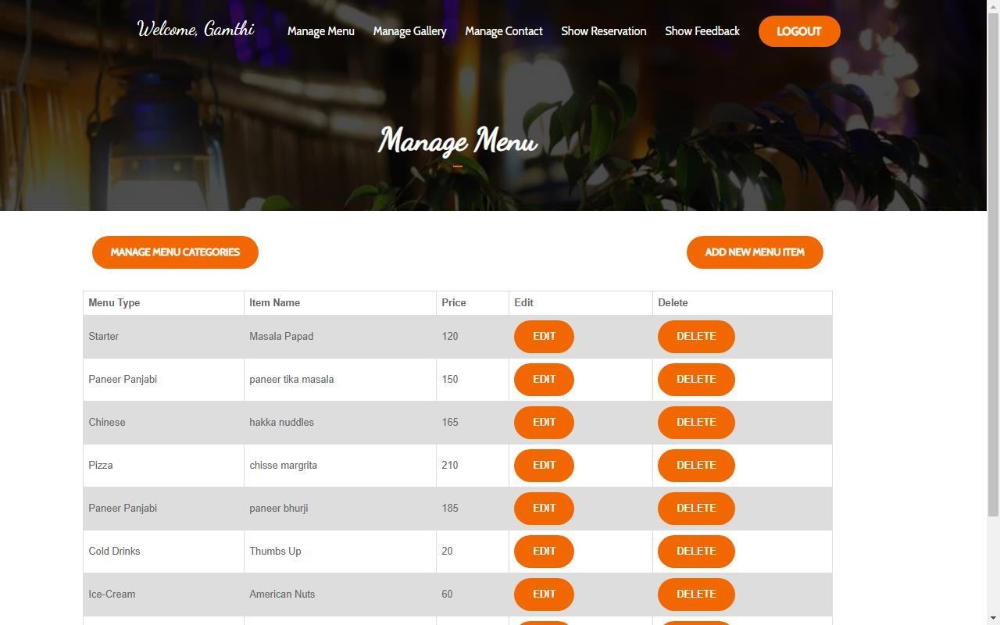 Welcome, Gamthi Manage Menu Manage Gallery Manage Contact Show Reservation Show Feedback LOGOUT
Manage Menu
MANAGE MENU CATEGORIES ADD NEW MENU ITEM
Menu Type Item Name Price Edit Delete
Starter Masala Papad 120 EDIT DELETE
Paneer Panjabi paneer tika masala 150 EDIT DELETE
Chinese hakka nuddles 165 EDIT DELETE
Pizza chisse margrita 210 EDIT DELETE
Paneer Panjabi paneer bhurji 185 EDIT DELETE
Cold Drinks Thumbs Up 20 EDIT DELETE
Ice-Cream American Nuts 60 EDIT DELETE